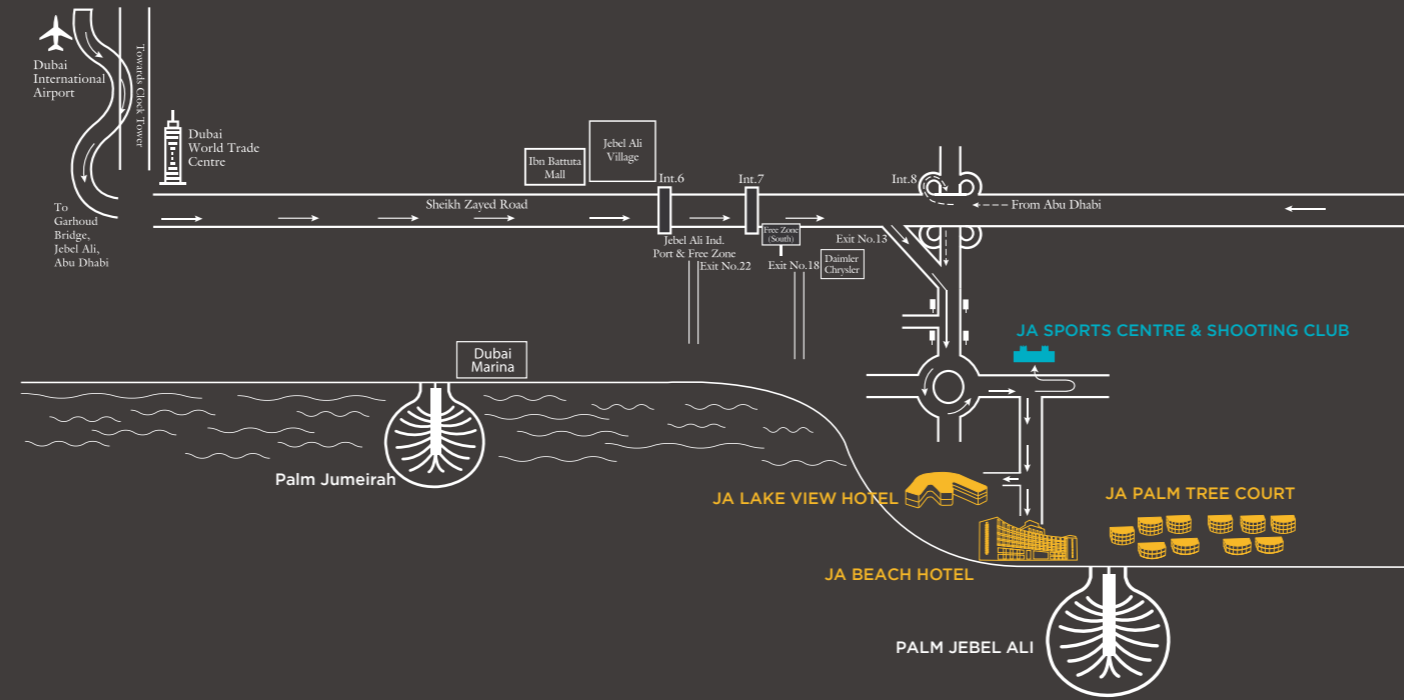 Dubai
International
Airport
Towards Clock Tower
Dubai
World Trade
Centre
To
Garhoud
Bridge,
Jebel Ali,
Abu Dhabi
Sheikh Zayed Road
Ibn Battuta
Mall
Jebel Ali
Village
Int.6
Int.7
Int.8
From Abu Dhabi
Jebel Ali Ind.
Port & Free Zone
Exit No.22
Free Zone
(South)
Exit No.18
Exit No.13
Daimler
Chrysler
JA SPORTS CENTRE & SHOOTING CLUB
Dubai
Marina
Palm Jumeirah
JA LAKE VIEW HOTEL
JA PALM TREE COURT
JA BEACH HOTEL
PALM JEBEL ALI